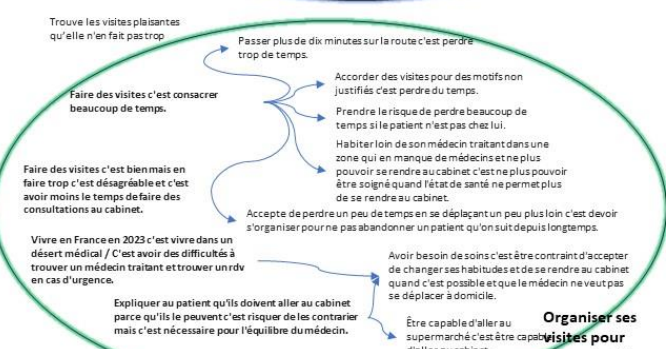 Trouve les visites plaisantes
qu'elle n'en fait pas trop
Passer plus de dix minutes sur la route c'est perdre
trop de temps.
Accorder des visites pour des motifs non
justifiés c'est perdre du temps.
Faire des visites c'est consacrer
beaucoup de temps.
Prendre le risque de perdre beaucoup de
temps si le patient n'est pas chez lui.
Habiter loin de son médecin traitant dans une
zone qui en manque de médecins et ne plus
pouvoir se rendre au cabinet c'est ne plus pouvoir
être soigné quand l'état de santé ne permet plus
de se rendre au cabinet.
Faire des visites c'est bien mais en
faire trop c'est désagréable et c'est
avoir moins le temps de faire des
consultations au cabinet.
Accepte de perdre un peu de temps en se déplaçant un peu plus loin c'est devoir
s'organiser pour ne pas abandonner un patient qu'on suit depuis longtemps.
Vivre en France en 2023 c'est vivre dans un
désert médical / C'est avoir des difficultés à
trouver un médecin traitant et trouver un rdv
en cas d'urgence.
Avoir besoin de soins c'est être contraint d'accepter
de changer ses habitudes et de se rendre au cabinet
quand c'est possible et que le médecin ne veut pas
se déplacer à domicile.
Expliquer au patient qu'ils doivent aller au cabinet
parce qu'ils le peuvent c'est risquer de les contrarier
mais c'est nécessaire pour l'équilibre du médecin.
Être capable d'aller au
supermarché c'est être capable
Organiser ses
visites pour